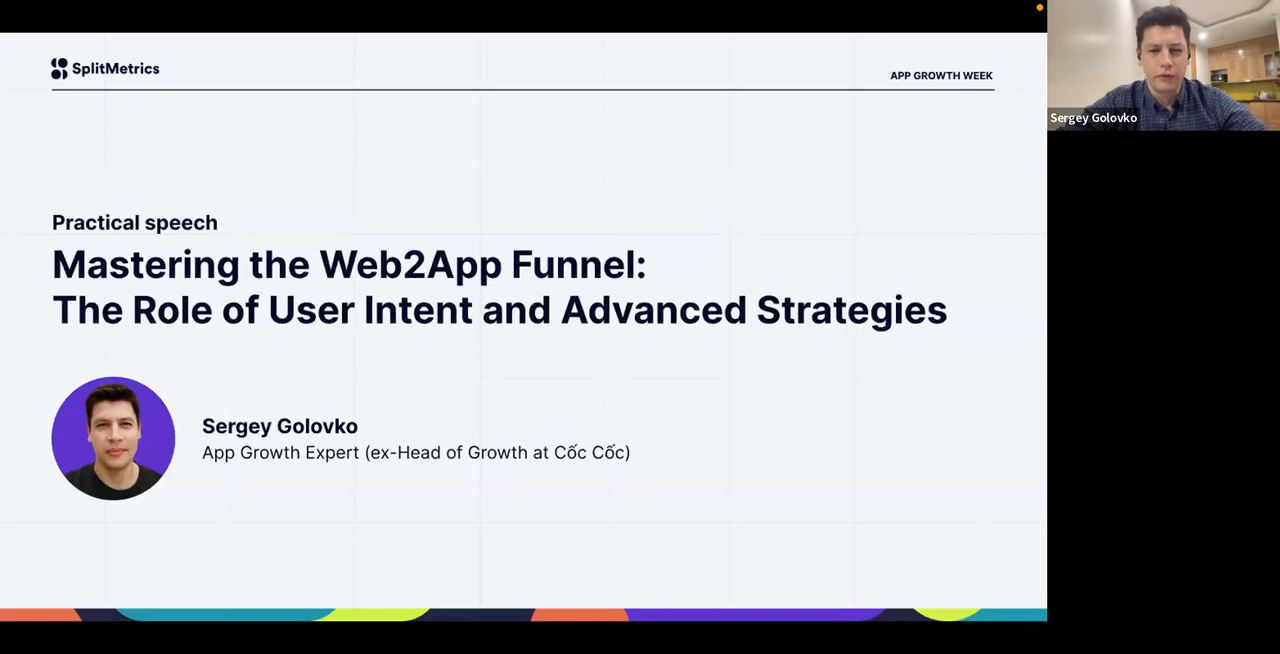 SplitMetrics
APP GROWTH WEEK
Practical speech
Mastering the Web2App Funnel:
The Role of User Intent and Advanced Strategies
Sergey Golovko
App Growth Expert (ex-Head of Growth at Cốc Cốc)
Sergey Golovko